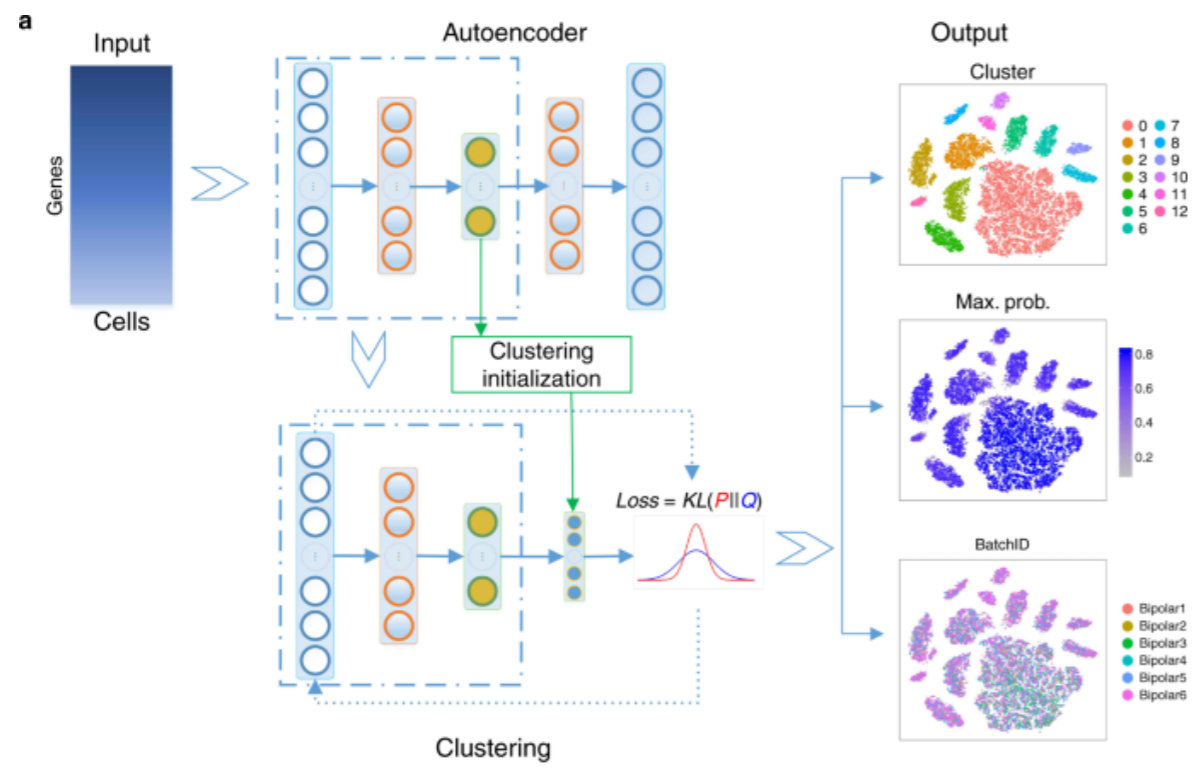 a
Input
Autoencoder
Output
Genes
Cells
Clustering
initialization
Loss = KL(P||Q)
Clustering
Cluster
0 7
1 8
2 9
3 10
4 11
5 12
6
Max. prob.
0.8
0.6
0.4
0.2
BatchID
Bipolar1
Bipolar2
Bipolar3
Bipolar4
Bipolar5
Bipolar6